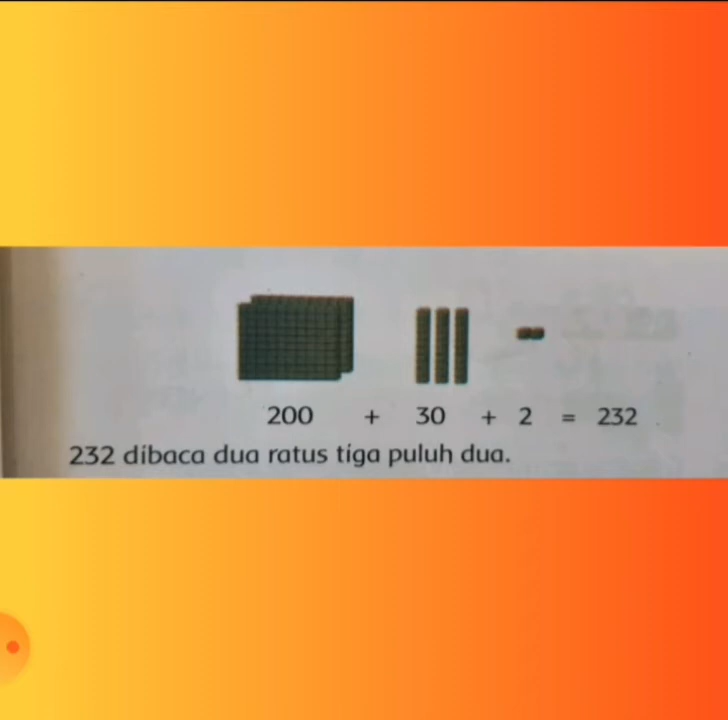 200 + 30 + 2 = 232
232 dibaca dua ratus tiga puluh dua.